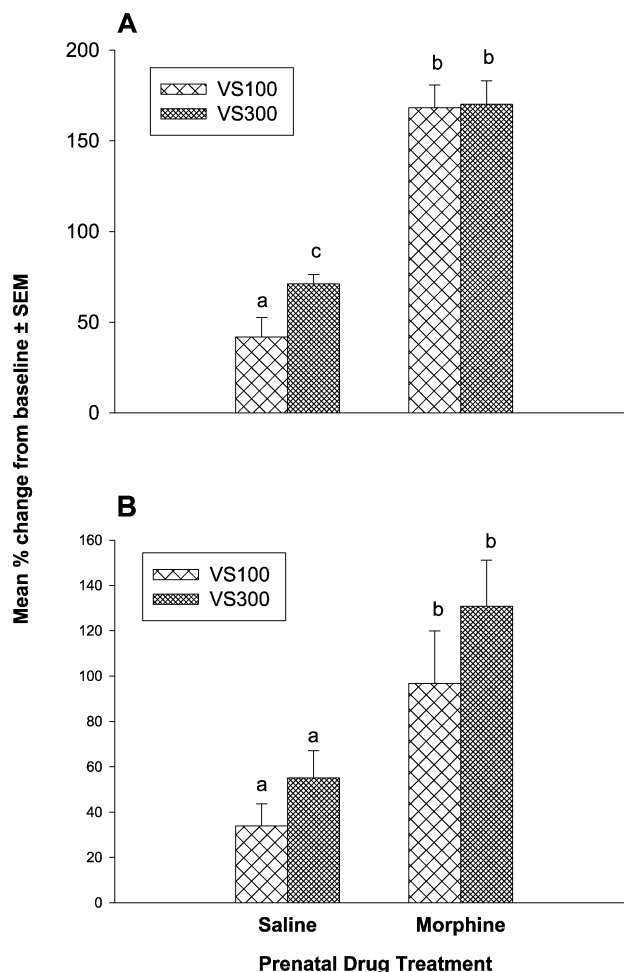 A
200
150
100
50
0
VS100
VS300
a
c
b
b
Mean % change from baseline ± SEM
B
160
140
120
100
80
60
40
20
0
VS100
VS300
a
a
b
b
Saline
Morphine
Prenatal Drug Treatment